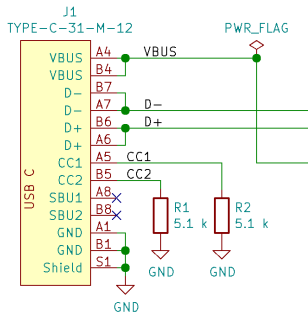 J1
TYPE-C-31-M-12
PWR_FLAG
VBUS A4 VBUS
VBUS B4
D- B7
D- A7 D-
D+ B6 D+
D+ A6
CC1 A5 CC1
CC2 B5 CC2
SBU1 A8
SBU2 B8
GND A1
GND B1
Shield S1
USB C
R1
5.1 k
R2
5.1 k
GND
GND
GND